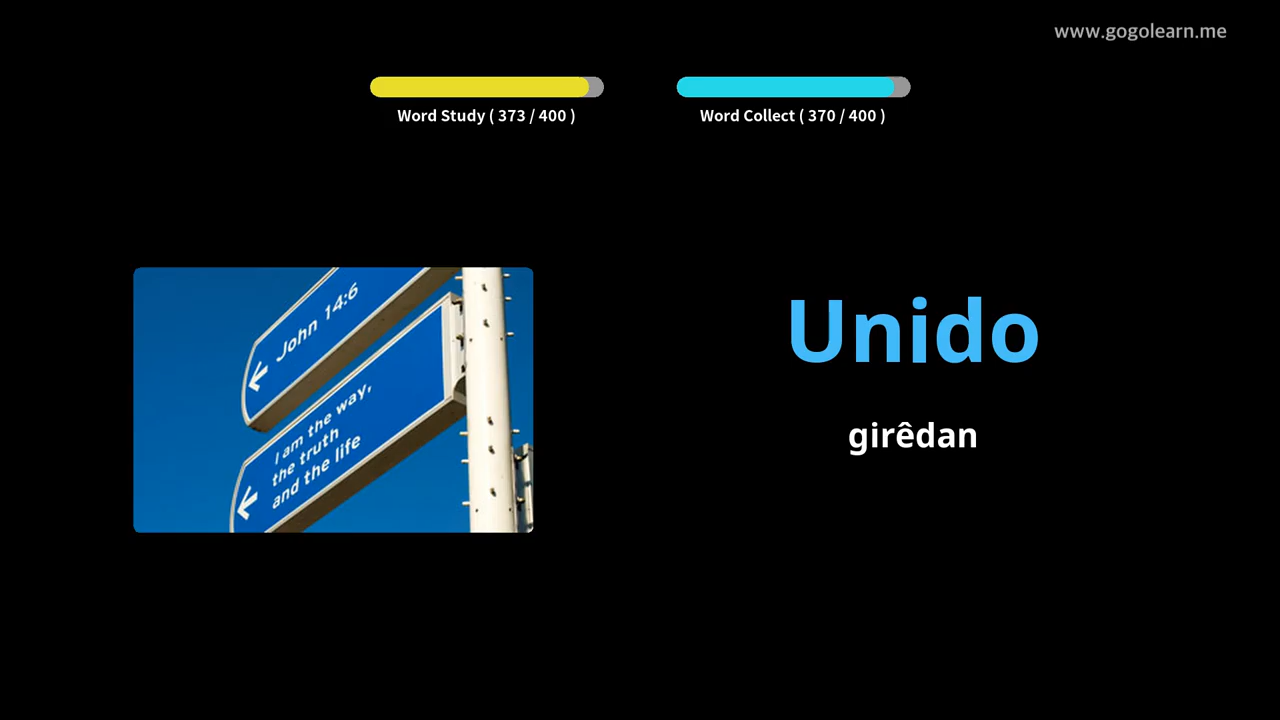 www.gogolearn.me
Word Study ( 373 / 400 )
Word Collect ( 370 / 400 )
John 14:6
I am the way,
the truth
and the life
Unido
girêdan